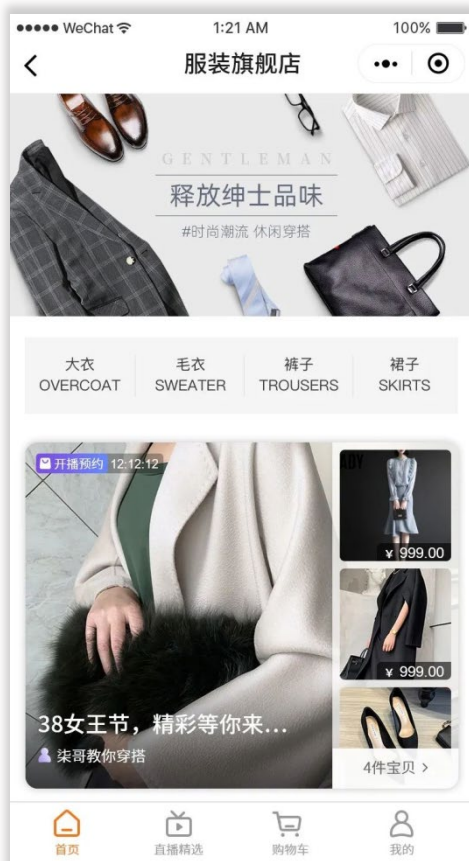 WeChat
1:21 AM
100%
服装旗舰店
GENTLEMAN
释放绅士品味
#时尚潮流 休闲穿搭
大衣
OVERCOAT
毛衣
SWEATER
裤子
TROUSERS
裙子
SKIRTS
开播预约 12:12:12
¥ 999.00
¥ 999.00
38女王节，精彩等你来...
柒哥教你穿搭
4件宝贝 >
首页
直播精选
购物车
我的